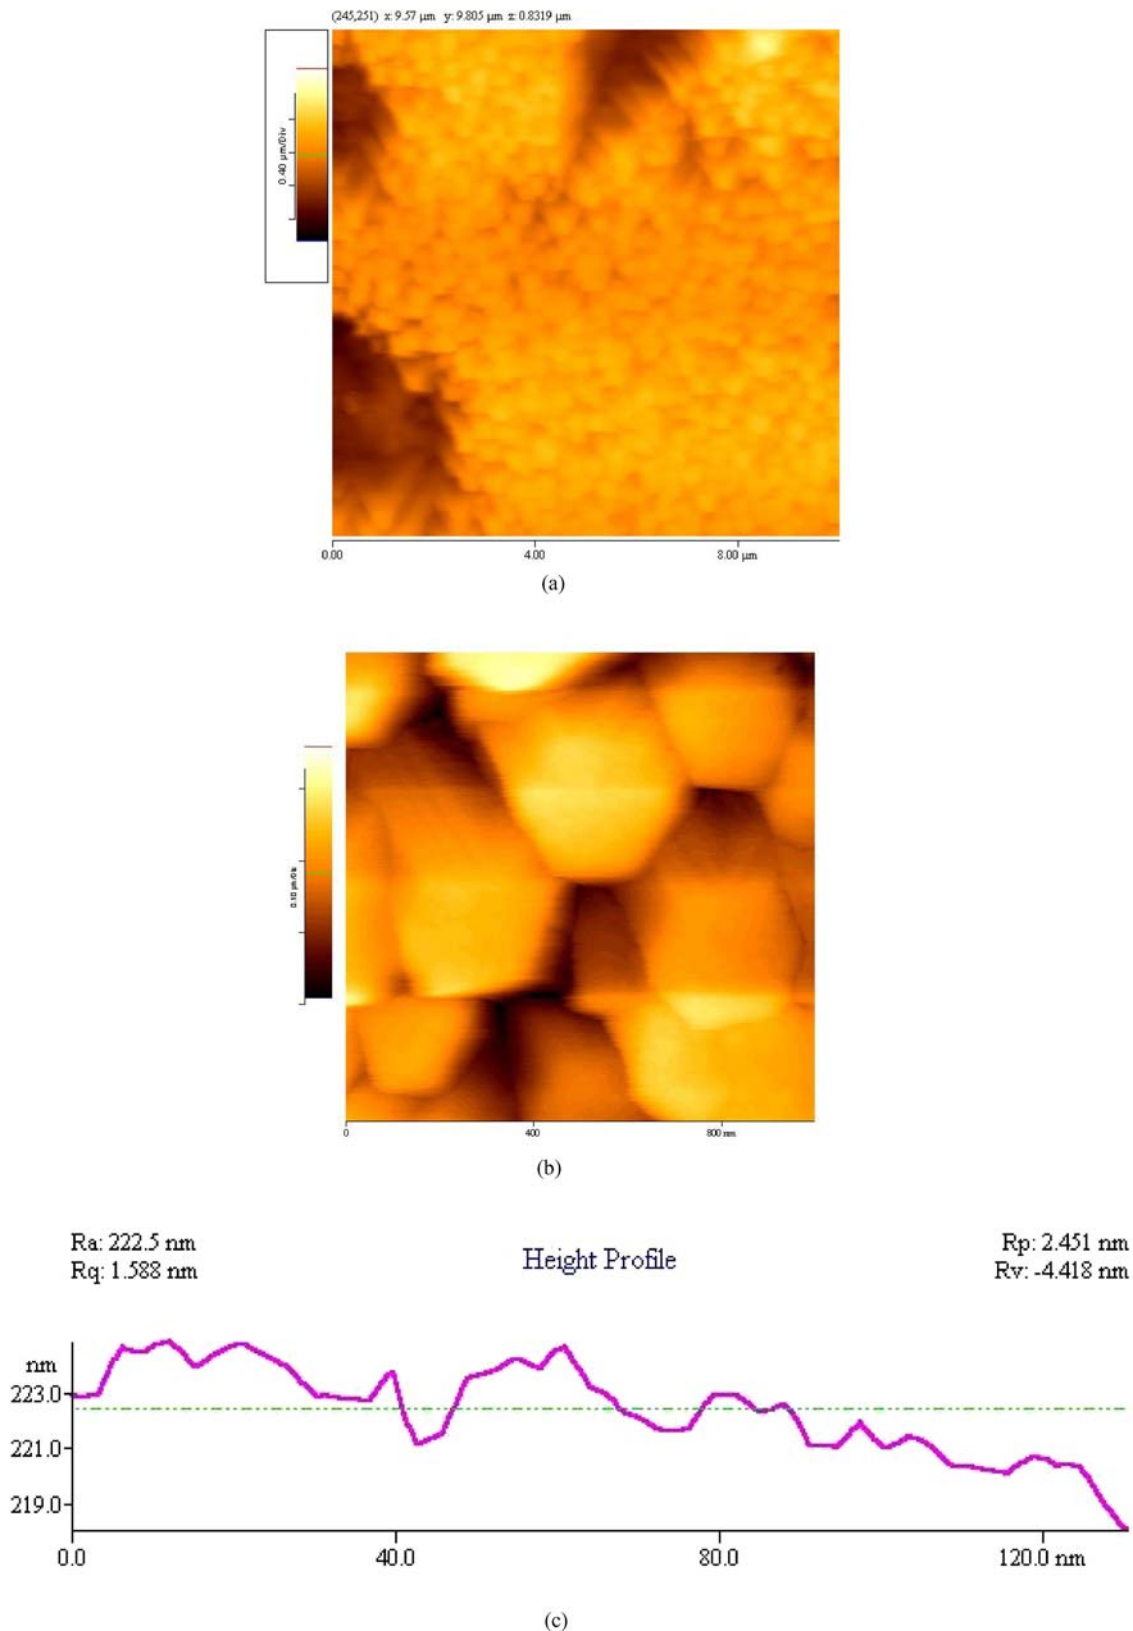 (245,251) x: 9.57 µm y: 9.805 µm z: 0.8319 µm
0.40 µm/Div
0.00 4.00 8.00 µm
(a)
0 400 800 nm
(b)
Ra: 222.5 nm
Rq: 1.588 nm
Height Profile
Rp: 2.451 nm
Rv: -4.418 nm
nm
223.0
221.0
219.0
0.0 40.0 80.0 120.0 nm
(c)